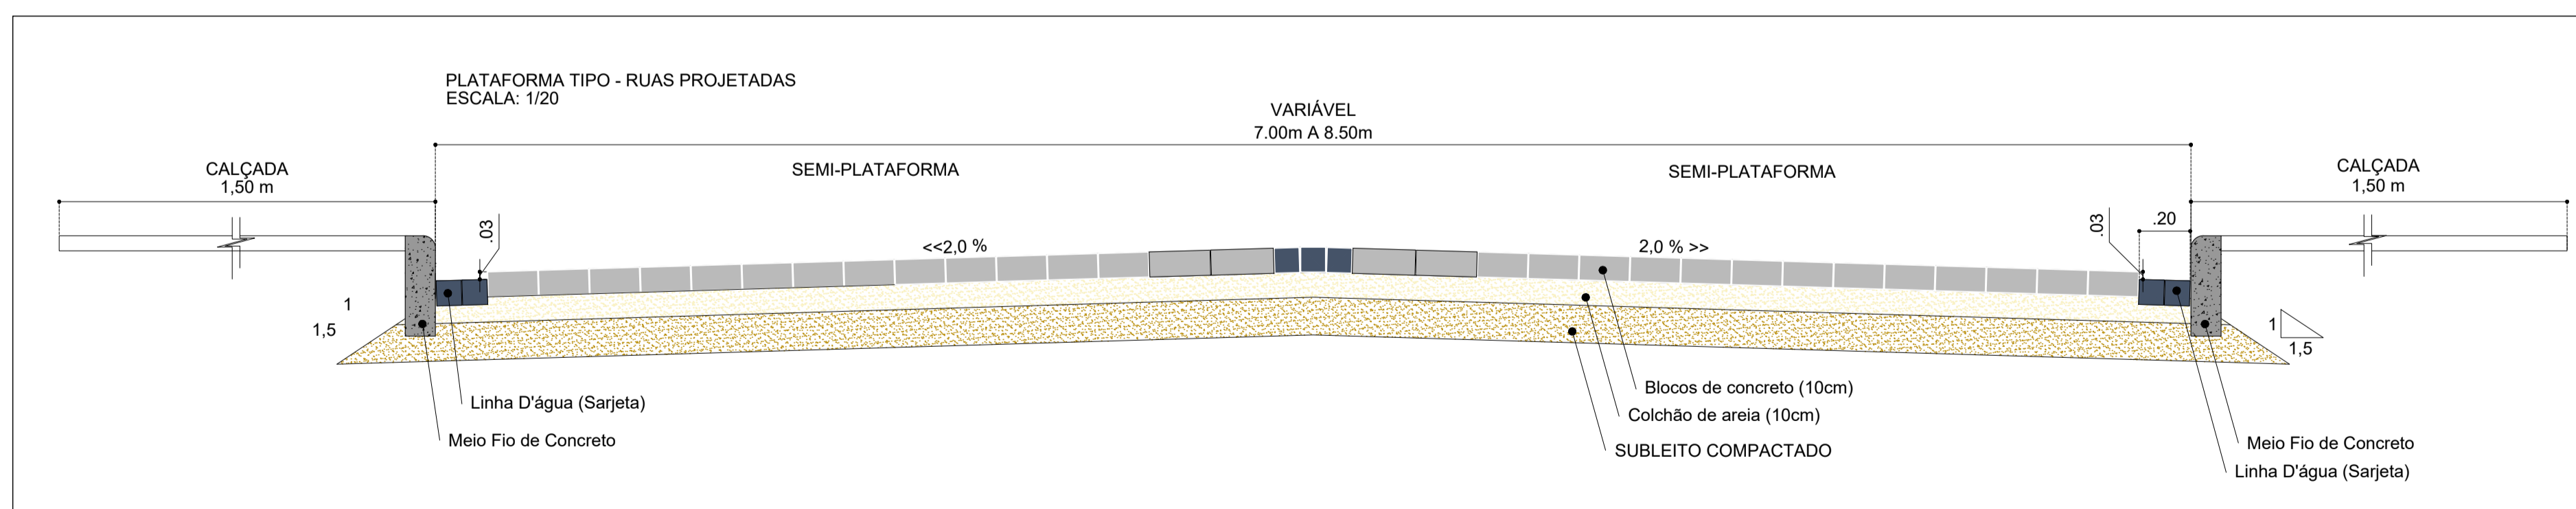 PLATAFORMA TIPO - RUAS PROJETADAS
ESCALA: 1/20
VARIÁVEL
7.00m A 8.50m
CALÇADA
1,50 m
SEMI-PLATAFORMA
SEMI-PLATAFORMA
CALÇADA
1,50 m
.03
<<2,0 %
2,0 % >>
.03
.20
1
1,5
1
1,5
Linha D'água (Sarjeta)
Meio Fio de Concreto
Blocos de concreto (10cm)
Colchão de areia (10cm)
SUBLEITO COMPACTADO
Meio Fio de Concreto
Linha D'água (Sarjeta)